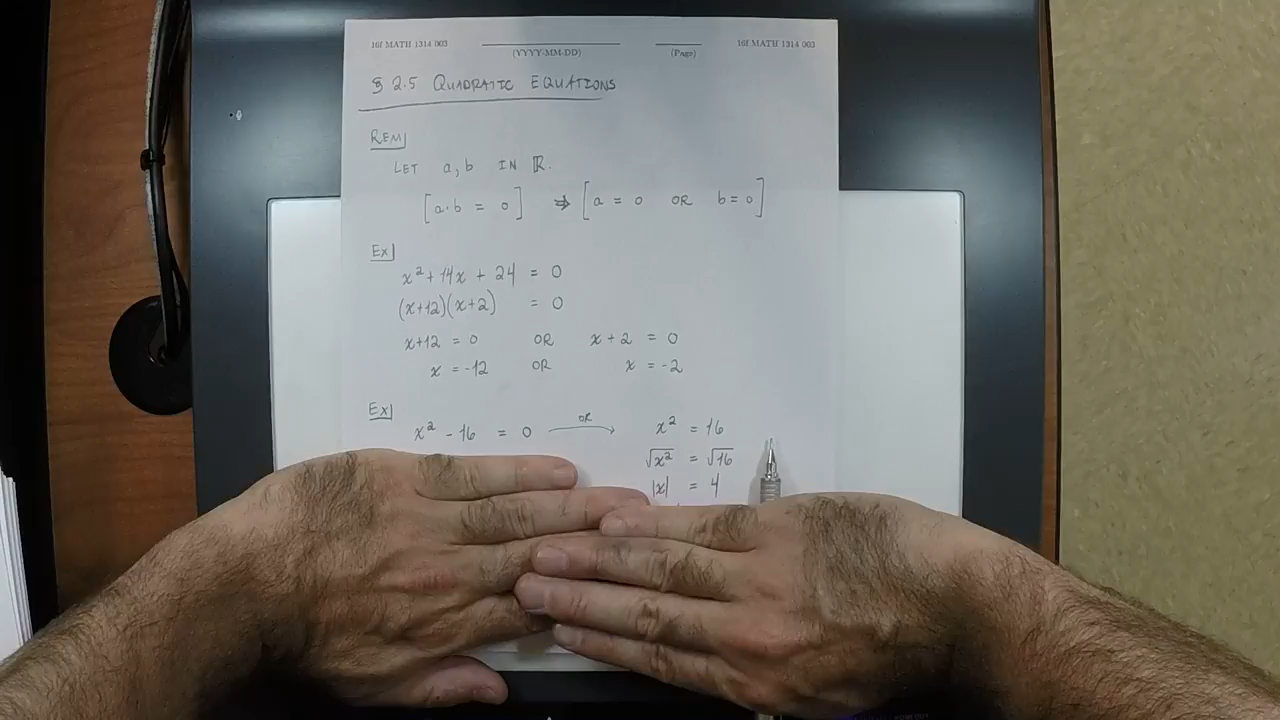 16f MATH 1314 003 (YYYY-MM-DD) (Page) 16f MATH 1314 003
§ 2.5 QUADRATIC EQUATIONS
REM
LET a, b IN ℝ.
[a·b = 0] ⇒ [a = 0 OR b = 0]
Ex
x² + 14x + 24 = 0
(x+12)(x+2) = 0
x+12 = 0 OR x + 2 = 0
x = -12 OR x = -2
Ex
x² - 16 = 0 OR → x² = 16
√x² = √16
|x| = 4